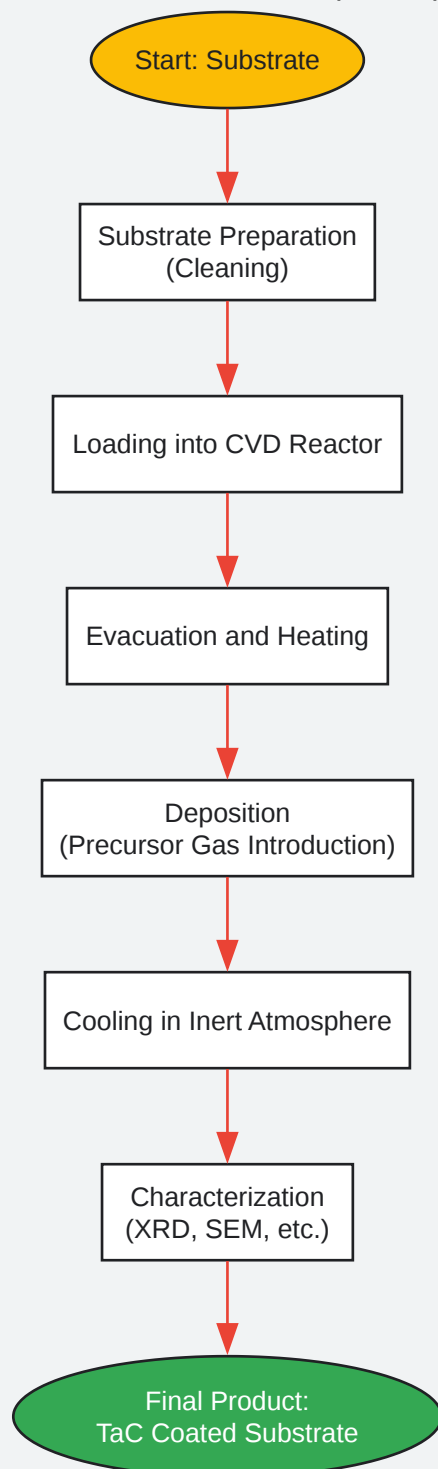 Start: Substrate
Substrate Preparation
(Cleaning)
Loading into CVD Reactor
Evacuation and Heating
Deposition
(Precursor Gas Introduction)
Cooling in Inert Atmosphere
Characterization
(XRD, SEM, etc.)
Final Product:
TaC Coated Substrate